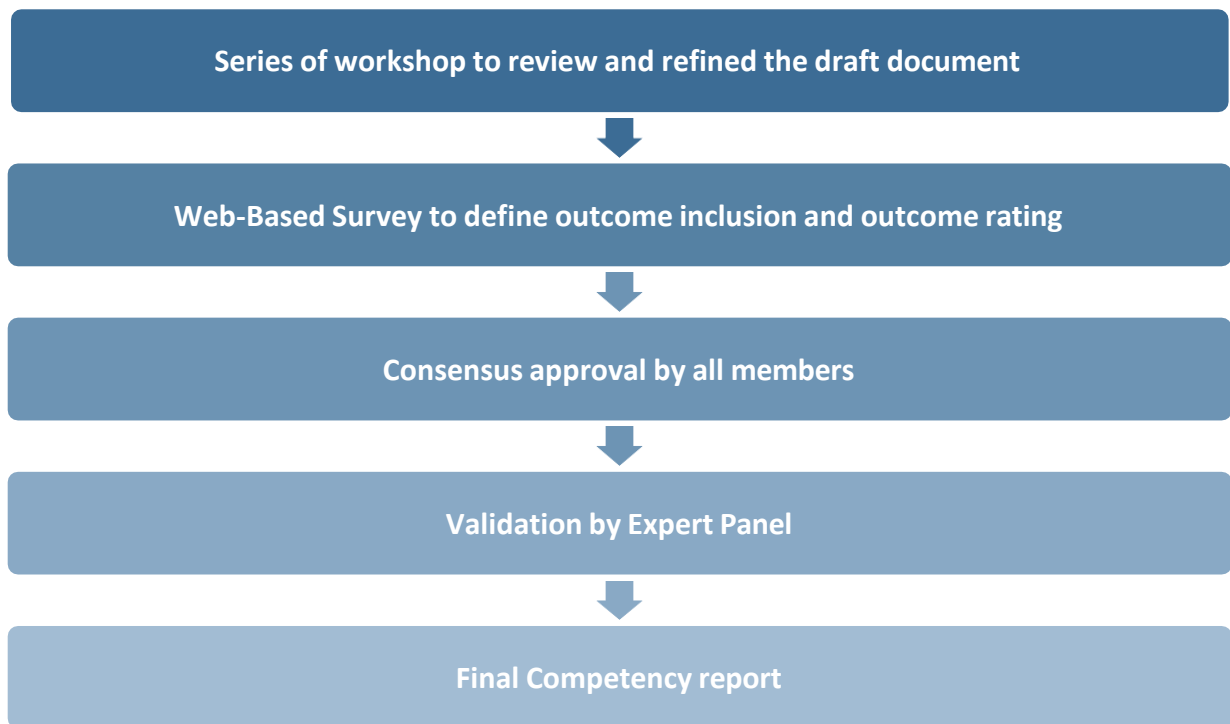 Series of workshop to review and refined the draft document
Web-Based Survey to define outcome inclusion and outcome rating
Consensus approval by all members
Validation by Expert Panel
Final Competency report